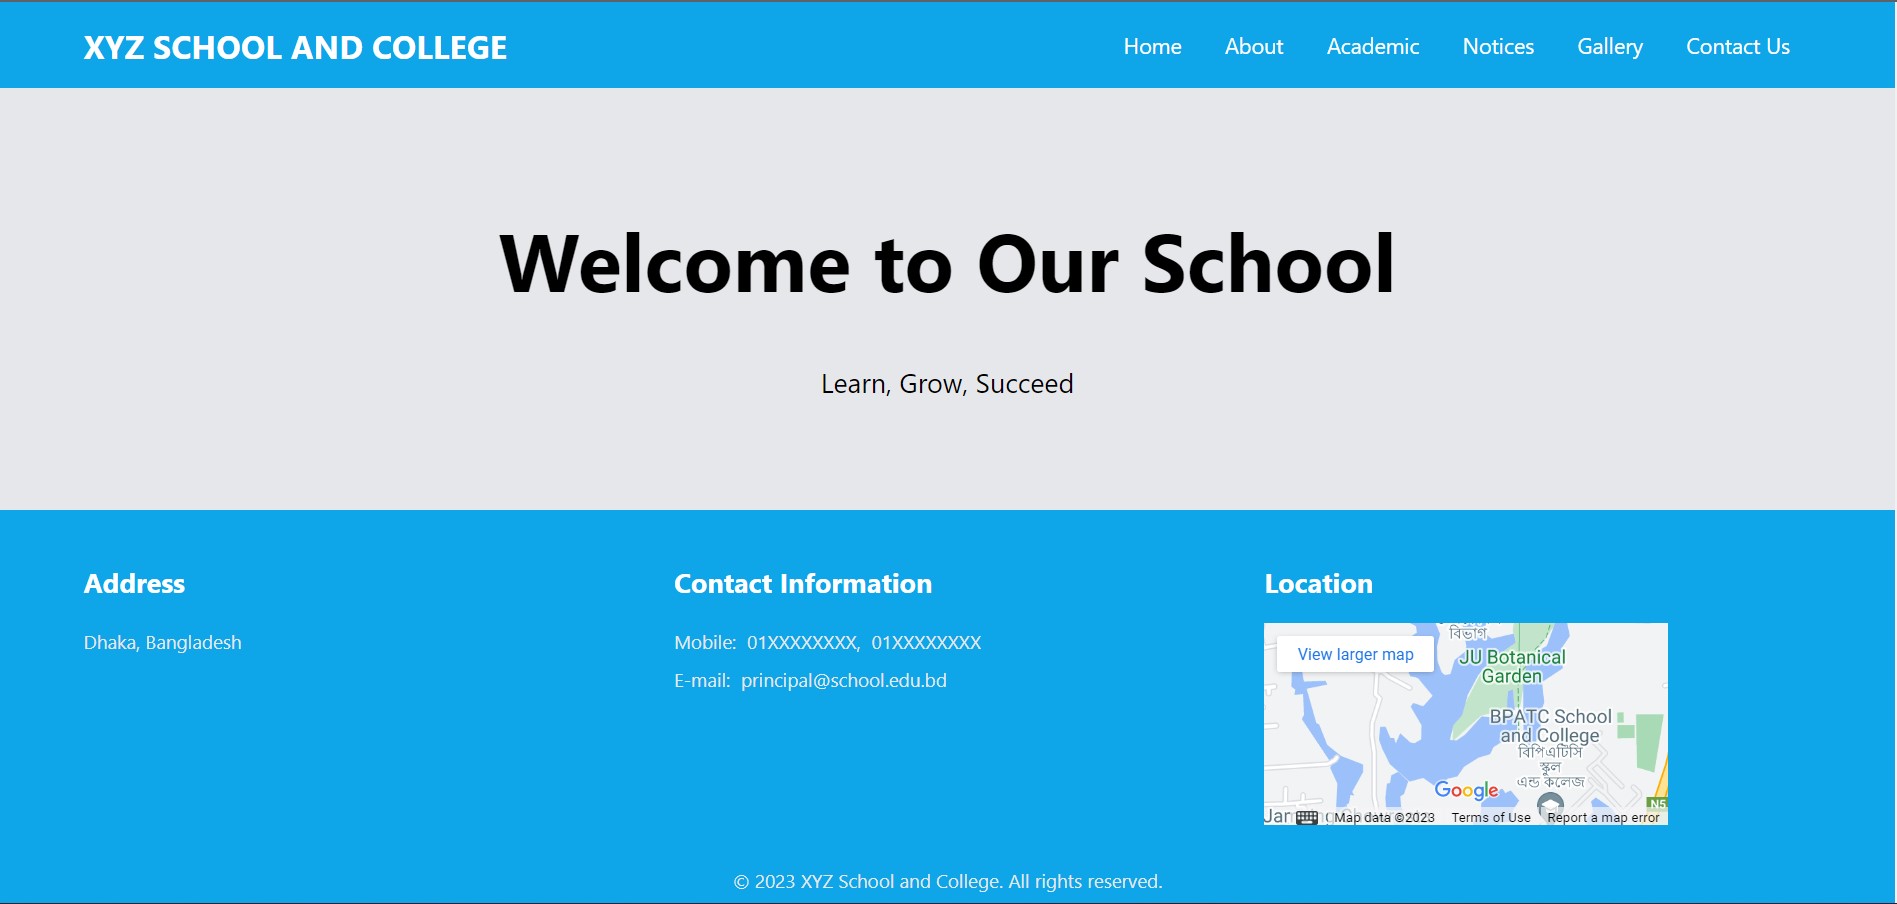 XYZ SCHOOL AND COLLEGE
Home
About
Academic
Notices
Gallery
Contact Us
Welcome to Our School
Learn, Grow, Succeed
Address
Dhaka, Bangladesh
Contact Information
Mobile: 01XXXXXXXX, 01XXXXXXXX
E-mail: principal@school.edu.bd
Location
বিভাগ
View larger map
JU Botanical
Garden
BPATC School
and College
বিপিএটিসি
স্কুল
এন্ড কলেজ
Google
N5
Map data ©2023
Terms of Use
Report a map error
© 2023 XYZ School and College. All rights reserved.